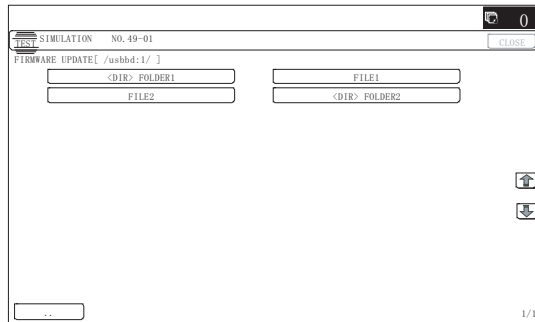 0
TEST SIMULATION NO.49-01 CLOSE
FIRMWARE UPDATE[ /usbbd:1/ ]
<DIR> FOLDER1 FILE1
FILE2 <DIR> FOLDER2
.. 1/1